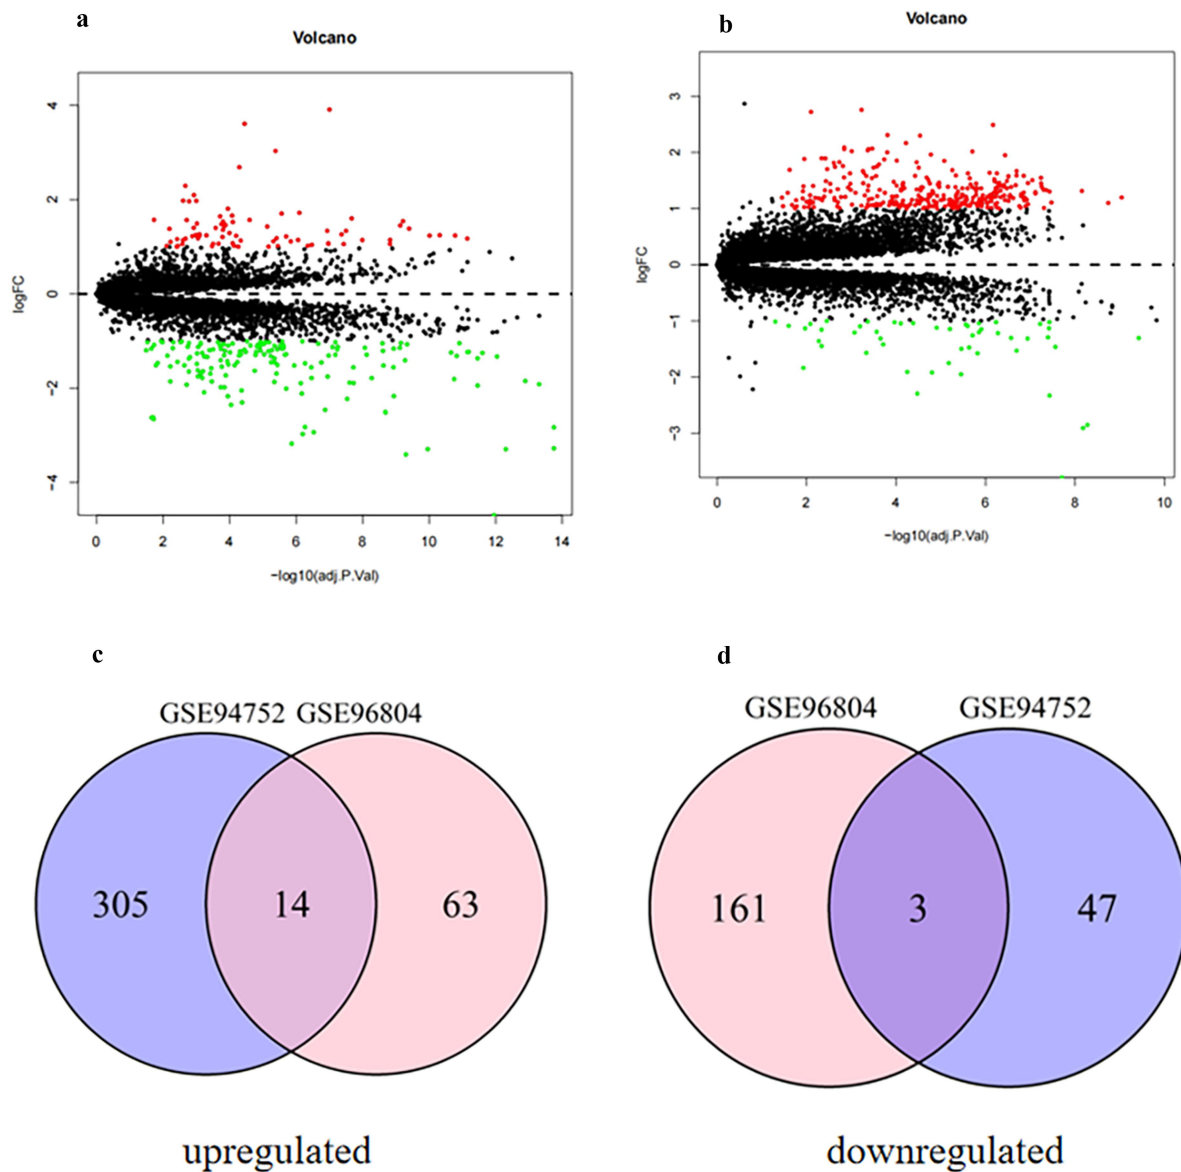 a
Volcano
4
2
0
−2
−4
logFC
0 2 4 6 8 10 12 14
−log10(adj.P.Val)
b
Volcano
3
2
1
0
−1
−2
−3
logFC
0 2 4 6 8 10
−log10(adj.P.Val)
c
GSE94752 GSE96804
305 14 63
upregulated
d
GSE96804 GSE94752
161 3 47
downregulated